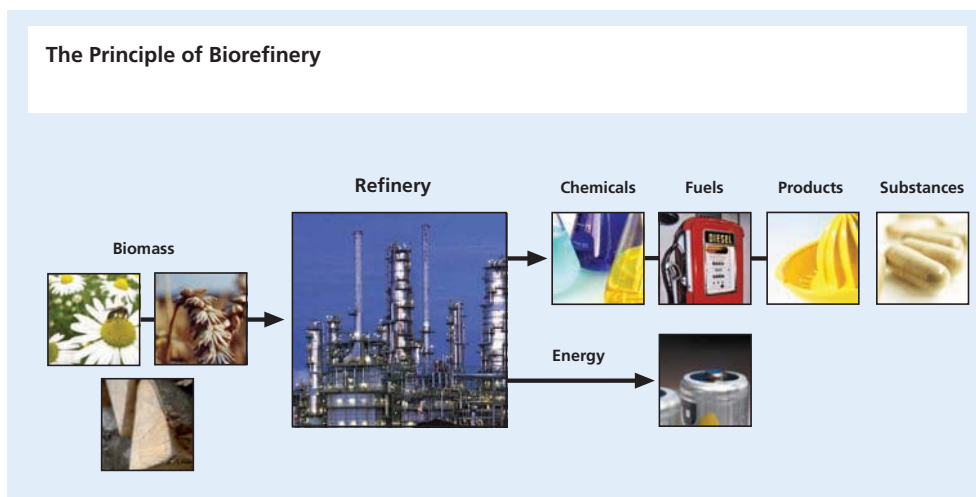 The Principle of Biorefinery
Refinery
Chemicals
Fuels
Products
Substances
Biomass
DIESEL
Energy